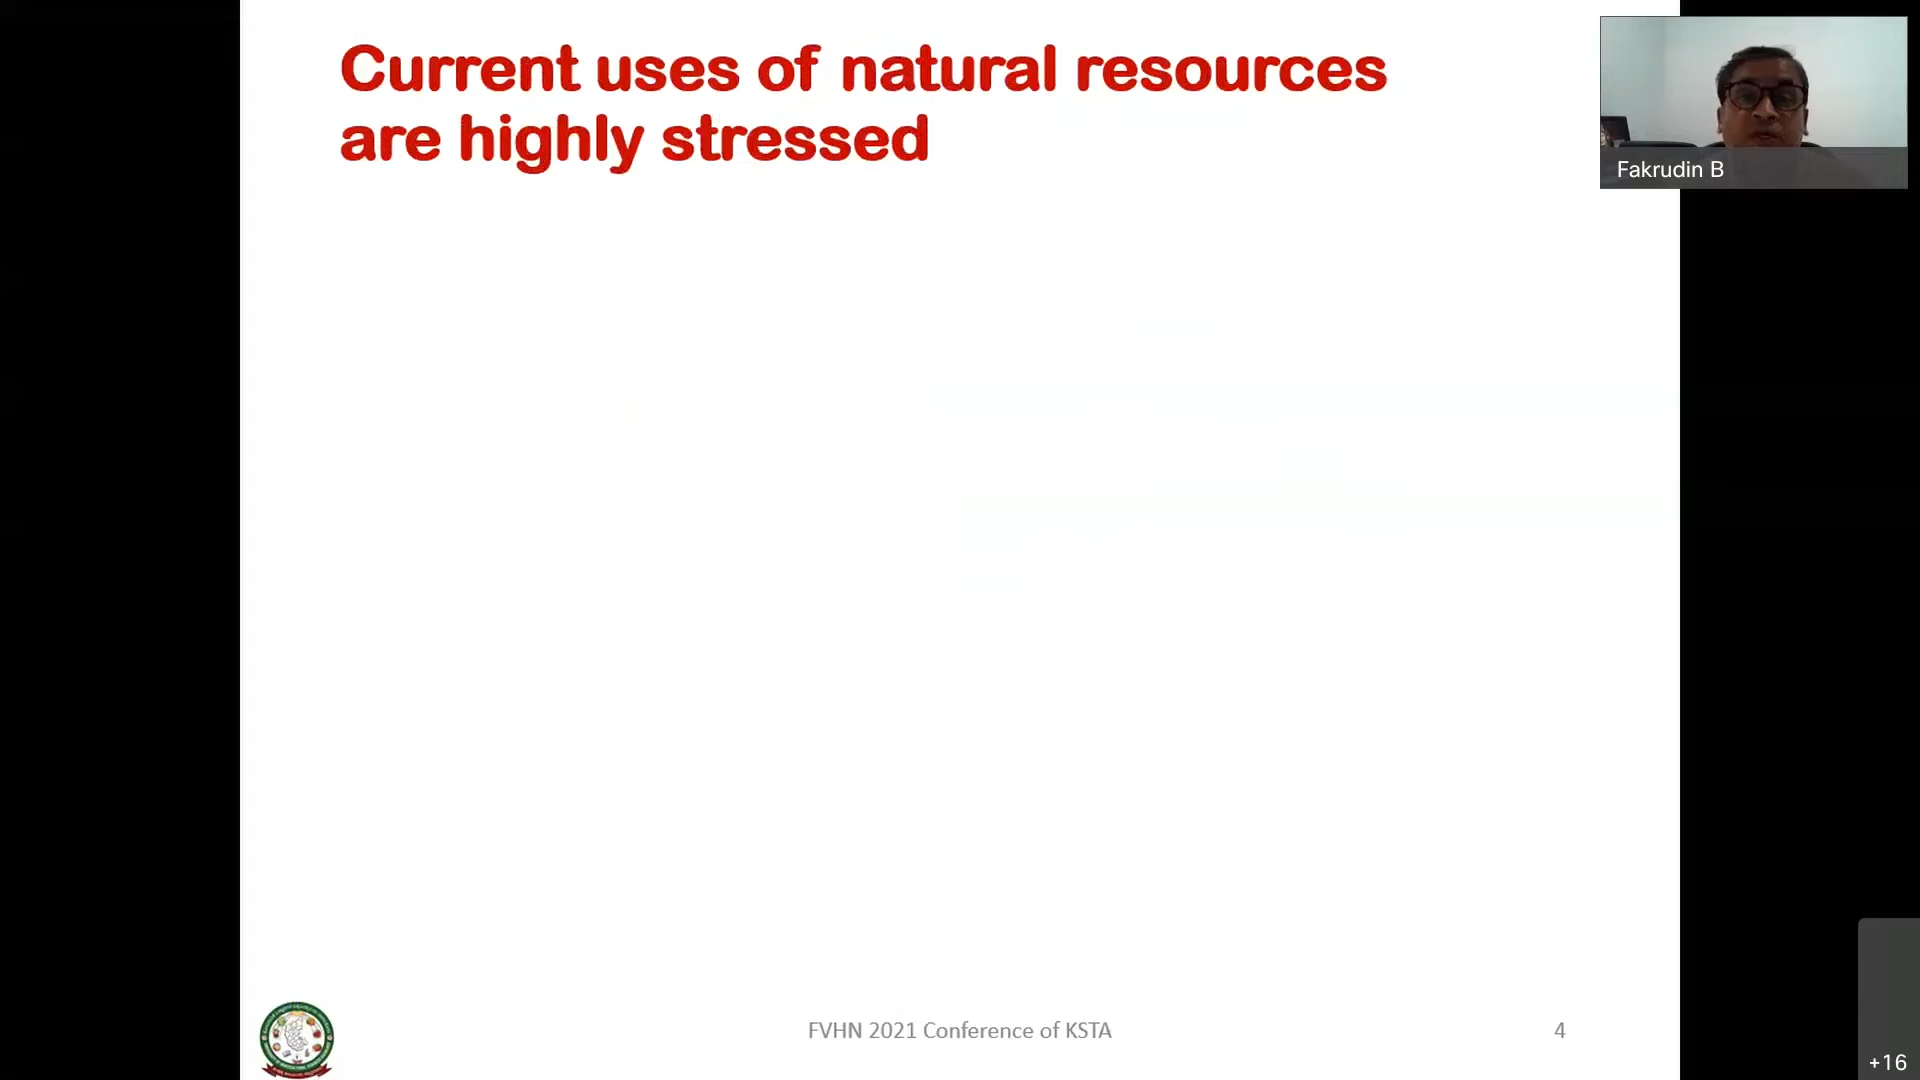 Current uses of natural resources
are highly stressed
Fakrudin B
FVHN 2021 Conference of KSTA
4
+16